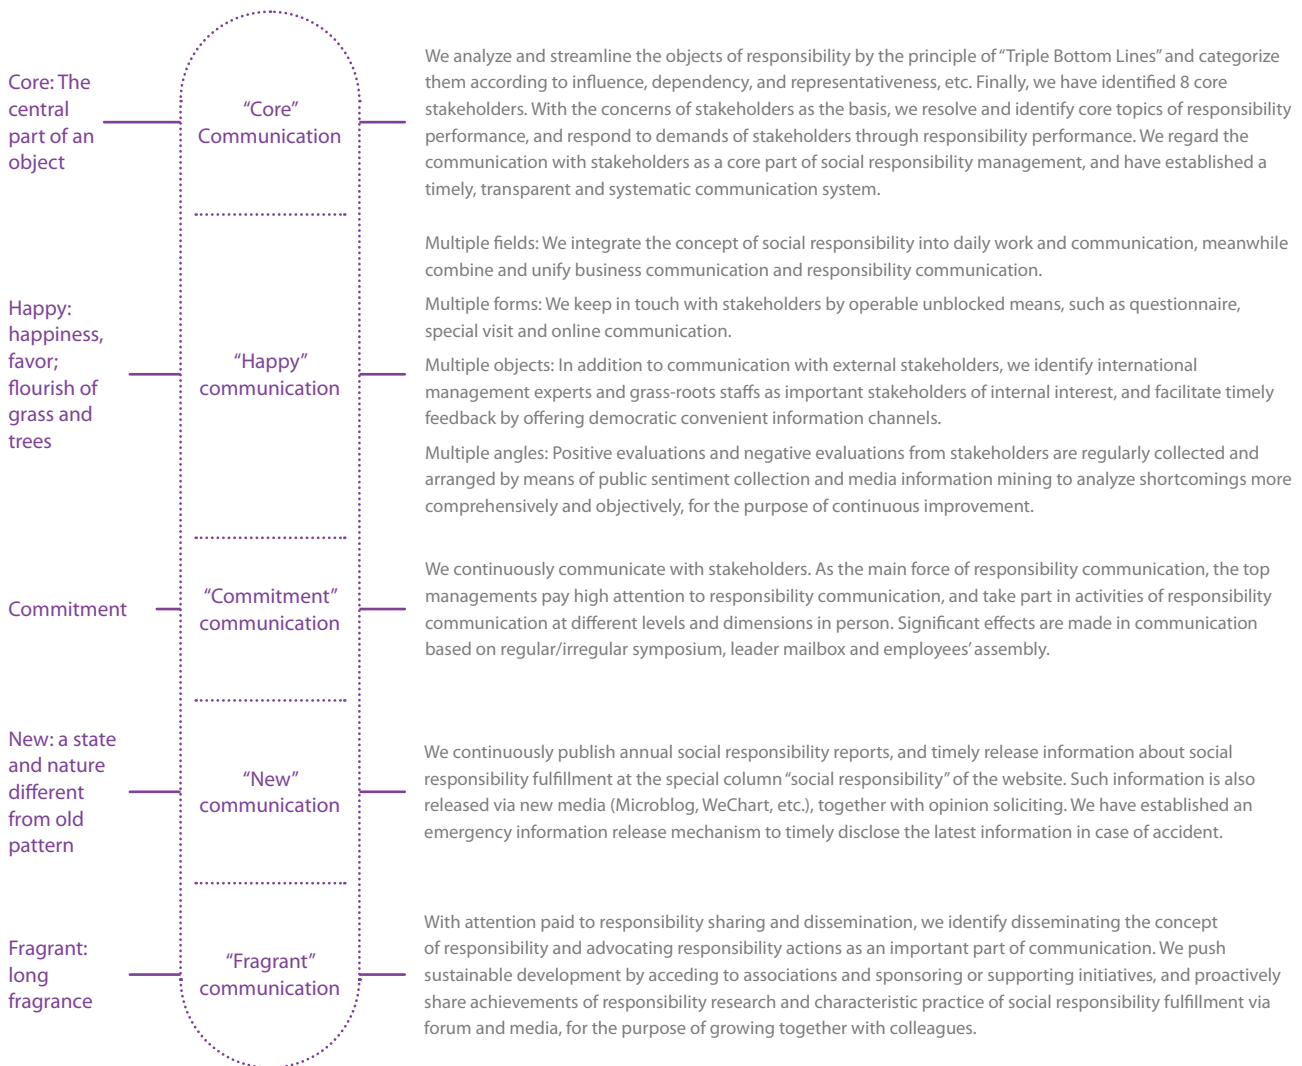 Core: The
central
part of an
object
“Core”
Communication
We analyze and streamline the objects of responsibility by the principle of “Triple Bottom Lines” and categorize
them according to influence, dependency, and representativeness, etc. Finally, we have identified 8 core
stakeholders. With the concerns of stakeholders as the basis, we resolve and identify core topics of responsibility
performance, and respond to demands of stakeholders through responsibility performance. We regard the
communication with stakeholders as a core part of social responsibility management, and have established a
timely, transparent and systematic communication system.
Happy:
happiness,
favor;
flourish of
grass and
trees
“Happy”
communication
Multiple fields: We integrate the concept of social responsibility into daily work and communication, meanwhile
combine and unify business communication and responsibility communication.
Multiple forms: We keep in touch with stakeholders by operable unblocked means, such as questionnaire,
special visit and online communication.
Multiple objects: In addition to communication with external stakeholders, we identify international
management experts and grass-roots staffs as important stakeholders of internal interest, and facilitate timely
feedback by offering democratic convenient information channels.
Multiple angles: Positive evaluations and negative evaluations from stakeholders are regularly collected and
arranged by means of public sentiment collection and media information mining to analyze shortcomings more
comprehensively and objectively, for the purpose of continuous improvement.
Commitment
“Commitment”
communication
We continuously communicate with stakeholders. As the main force of responsibility communication, the top
managements pay high attention to responsibility communication, and take part in activities of responsibility
communication at different levels and dimensions in person. Significant effects are made in communication
based on regular/irregular symposium, leader mailbox and employees’ assembly.
New: a state
and nature
different
from old
pattern
“New”
communication
We continuously publish annual social responsibility reports, and timely release information about social
responsibility fulfillment at the special column “social responsibility” of the website. Such information is also
released via new media (Microblog, WeChart, etc.), together with opinion soliciting. We have established an
emergency information release mechanism to timely disclose the latest information in case of accident.
Fragrant:
long
fragrance
“Fragrant”
communication
With attention paid to responsibility sharing and dissemination, we identify disseminating the concept
of responsibility and advocating responsibility actions as an important part of communication. We push
sustainable development by acceding to associations and sponsoring or supporting initiatives, and proactively
share achievements of responsibility research and characteristic practice of social responsibility fulfillment via
forum and media, for the purpose of growing together with colleagues.